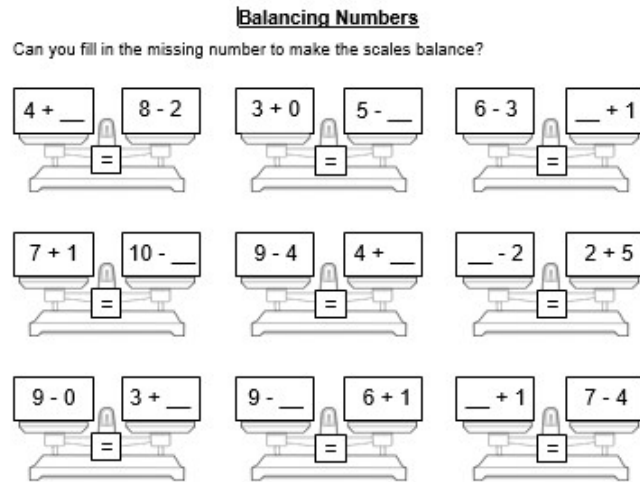 Balancing Numbers
Can you fill in the missing number to make the scales balance?
4 + __ = 8 - 2
3 + 0 = 5 - __
6 - 3 = __ + 1
7 + 1 = 10 - __
9 - 4 = 4 + __
__ - 2 = 2 + 5
9 - 0 = 3 + __
9 - __ = 6 + 1
__ + 1 = 7 - 4